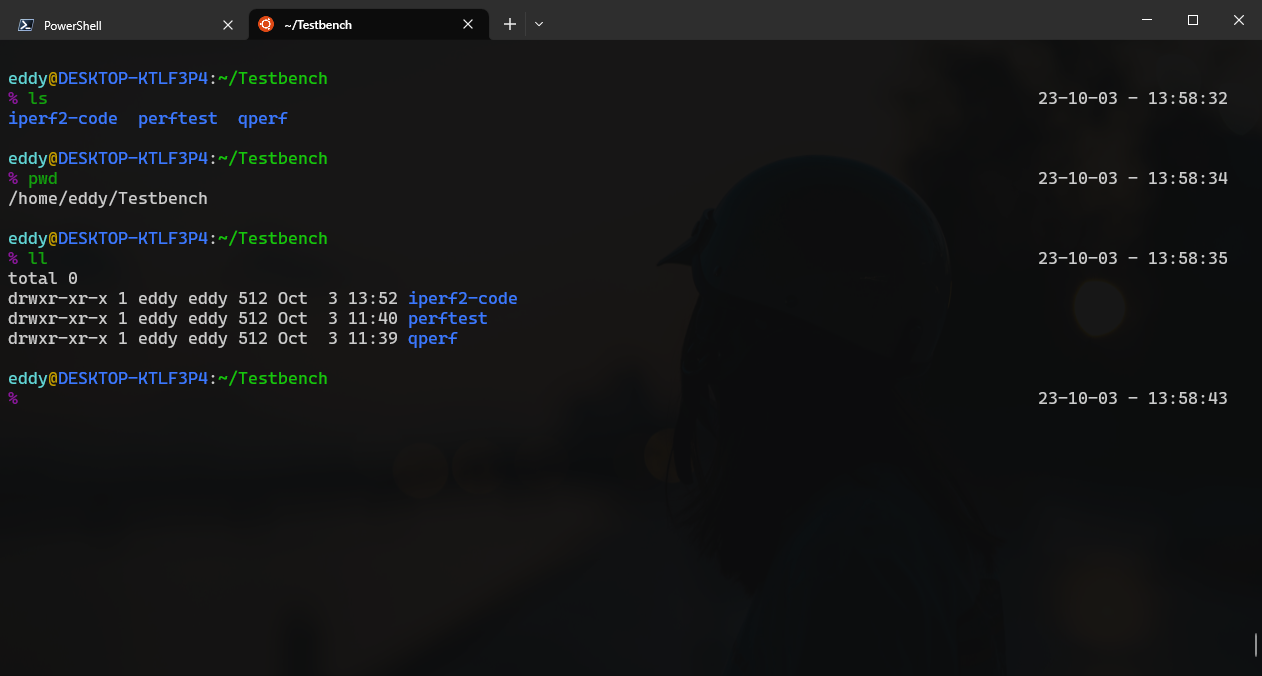 PowerShell
~/Testbench
eddy@DESKTOP-KTLF3P4:~/Testbench
% ls 23-10-03 - 13:58:32
iperf2-code perftest qperf
eddy@DESKTOP-KTLF3P4:~/Testbench
% pwd 23-10-03 - 13:58:34
/home/eddy/Testbench
eddy@DESKTOP-KTLF3P4:~/Testbench
% ll 23-10-03 - 13:58:35
total 0
drwxr-xr-x 1 eddy eddy 512 Oct  3 13:52 iperf2-code
drwxr-xr-x 1 eddy eddy 512 Oct  3 11:40 perftest
drwxr-xr-x 1 eddy eddy 512 Oct  3 11:39 qperf
eddy@DESKTOP-KTLF3P4:~/Testbench
% 23-10-03 - 13:58:43